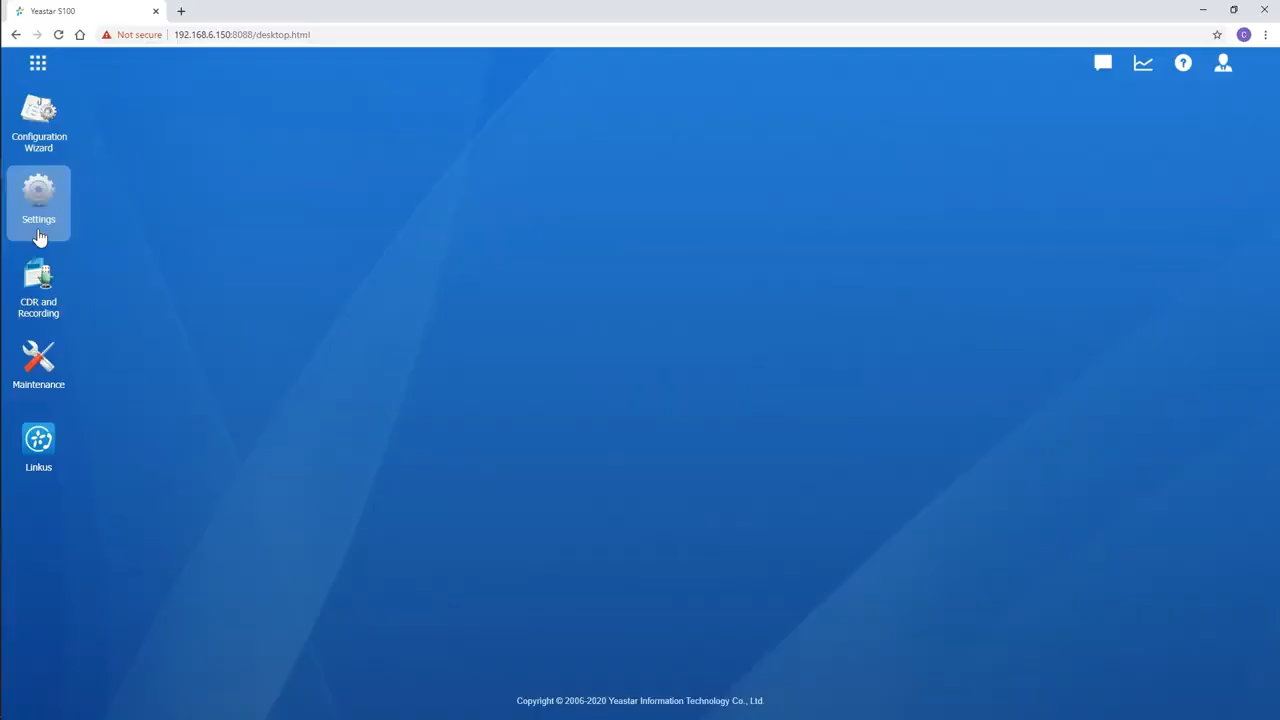 Yeastar S100
Not secure
192.168.6.150:8088/desktop.html
C
Configuration
Wizard
Settings
CDR and
Recording
Maintenance
Linkus
Copyright © 2006-2020 Yeastar Information Technology Co., Ltd.